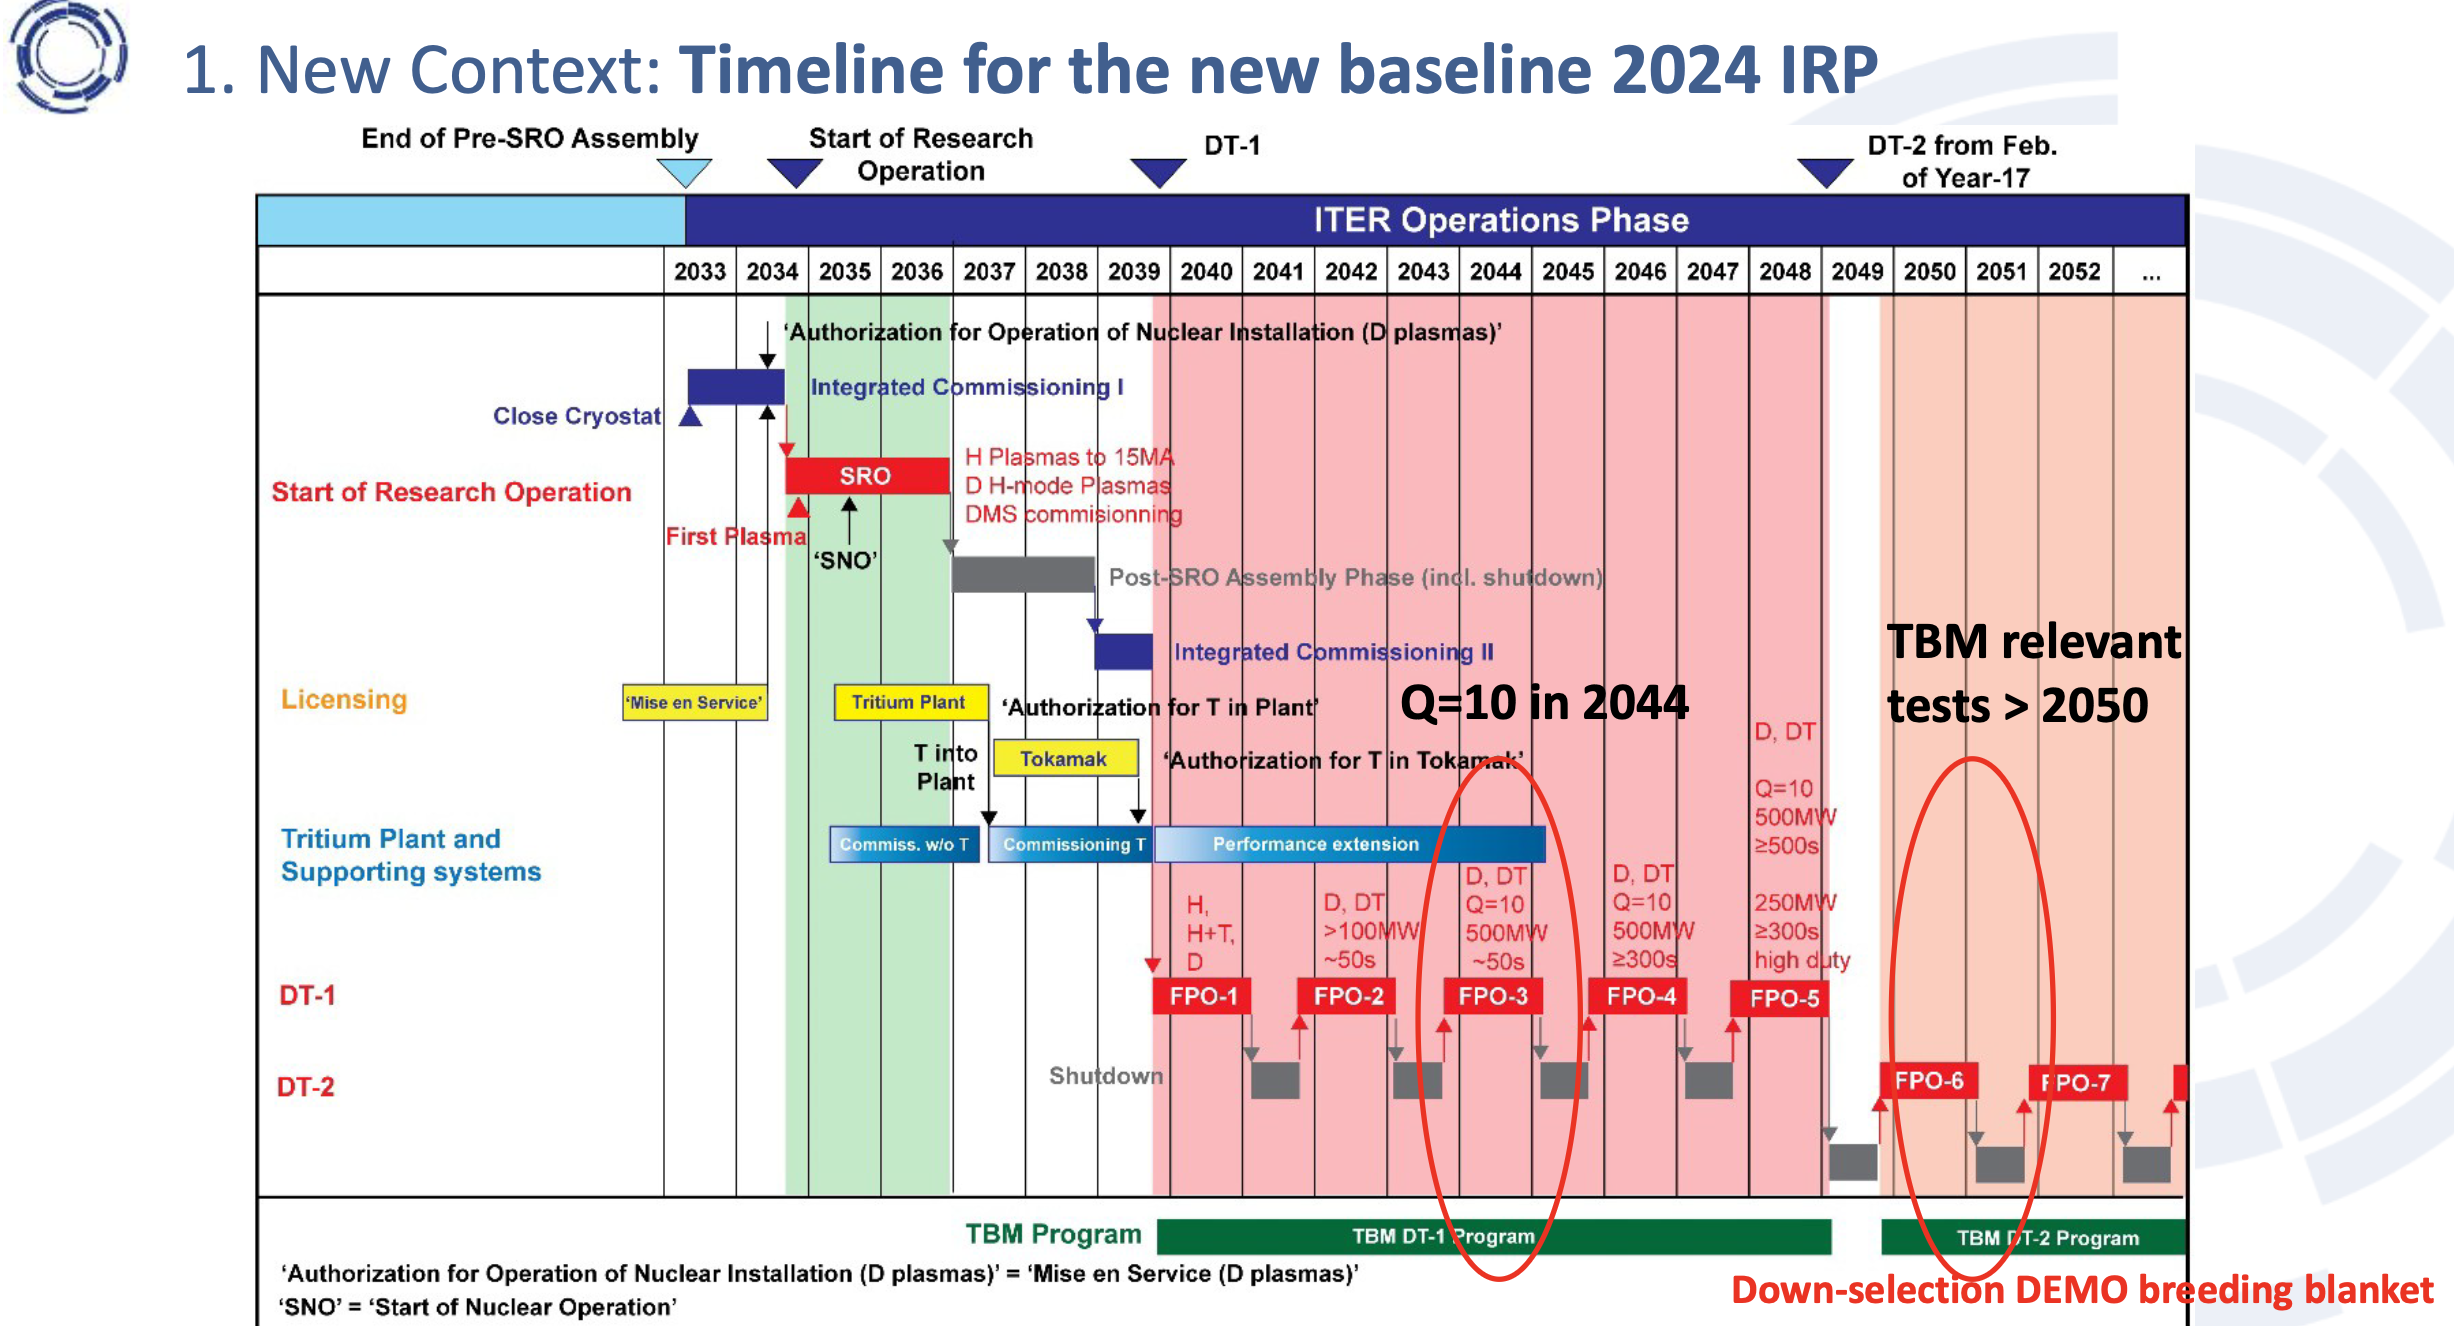 1. New Context: Timeline for the new baseline 2024 IRP
End of Pre-SRO Assembly
Start of Research
Operation
DT-1
DT-2 from Feb.
of Year-17
ITER Operations Phase
2033 2034 2035 2036 2037 2038 2039 2040 2041 2042 2043 2044 2045 2046 2047 2048 2049 2050 2051 2052 ...
‘Authorization for Operation of Nuclear Installation (D plasmas)’
Integrated Commissioning I
Close Cryostat
Start of Research Operation
SRO
H Plasmas to 15MA
D H-mode Plasmas
DMS commisionning
First Plasma
‘SNO’
Post-SRO Assembly Phase (incl. shutdown)
Integrated Commissioning II
TBM relevant
tests > 2050
Q=10 in 2044
Licensing
‘Mise en Service’
Tritium Plant
‘Authorization for T in Plant’
T into
Plant
Tokamak
‘Authorization for T in Tokamak’
Tritium Plant and
Supporting systems
Commiss. w/o T
Commissioning T
Performance extension
H,
H+T,
D
D, DT
>100MW
~50s
D, DT
Q=10
500MW
~50s
D, DT
Q=10
500MW
≥300s
D, DT
Q=10
500MW
≥500s
250MW
≥300s
high duty
DT-1
FPO-1
FPO-2
FPO-3
FPO-4
FPO-5
Shutdown
DT-2
FPO-6
FPO-7
TBM Program
TBM DT-1 Program
TBM DT-2 Program
‘Authorization for Operation of Nuclear Installation (D plasmas)’ = ‘Mise en Service (D plasmas)’
‘SNO’ = ‘Start of Nuclear Operation’
Down-selection DEMO breeding blanket